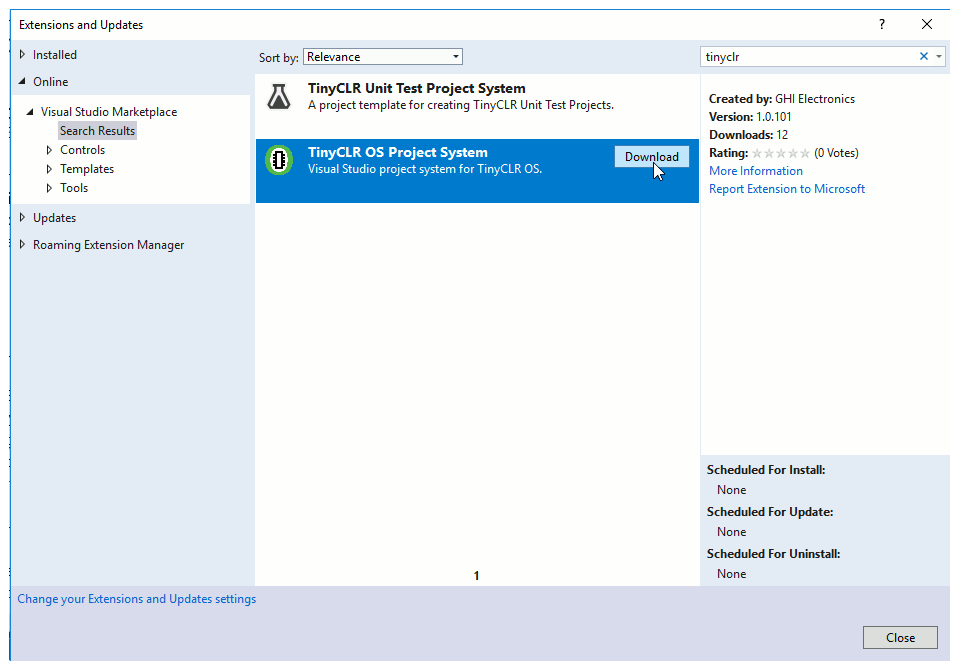 Extensions and Updates
?
Installed
Online
Visual Studio Marketplace
Search Results
Controls
Templates
Tools
Updates
Roaming Extension Manager
Sort by: Relevance
TinyCLR Unit Test Project System
A project template for creating TinyCLR Unit Test Projects.
TinyCLR OS Project System
Download
Visual Studio project system for TinyCLR OS.
1
tinyclr
Created by: GHI Electronics
Version: 1.0.101
Downloads: 12
Rating: (0 Votes)
More Information
Report Extension to Microsoft
Scheduled For Install:
None
Scheduled For Update:
None
Scheduled For Uninstall:
None
Change your Extensions and Updates settings
Close